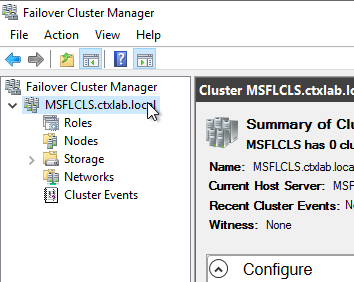 Failover Cluster Manager
File Action View Help
Failover Cluster Manager
MSFLCLS.ctxlab.local
Roles
Nodes
Storage
Networks
Cluster Events
Cluster MSFLCLS.ctxlab.
Summary of Clu
MSFLCLS has 0 clu
Name: MSFLCLS.ctxlab.loca
Current Host Server: MSF
Recent Cluster Events: N
Witness: None
Configure